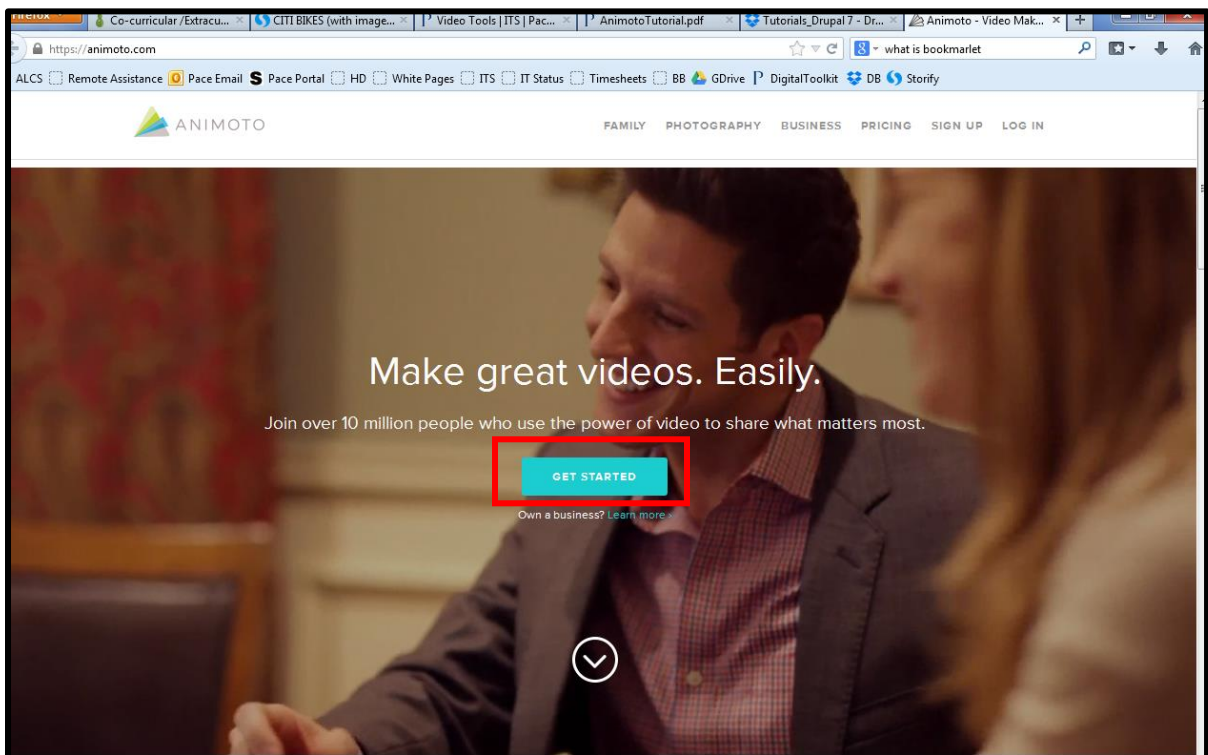 Firefox
Co-curricular /Extracu... × CITI BIKES (with image... × Video Tools | ITS | Pac... × AnimotoTutorial.pdf × Tutorials_Drupal 7 - Dr... × Animoto - Video Mak... × +
https://animoto.com what is bookmarlet
ALCS Remote Assistance Pace Email Pace Portal HD White Pages ITS IT Status Timesheets BB GDrive DigitalToolkit DB Storify
ANIMOTO FAMILY PHOTOGRAPHY BUSINESS PRICING SIGN UP LOG IN
Make great videos. Easily.
Join over 10 million people who use the power of video to share what matters most.
GET STARTED
Own a business? Learn more ›